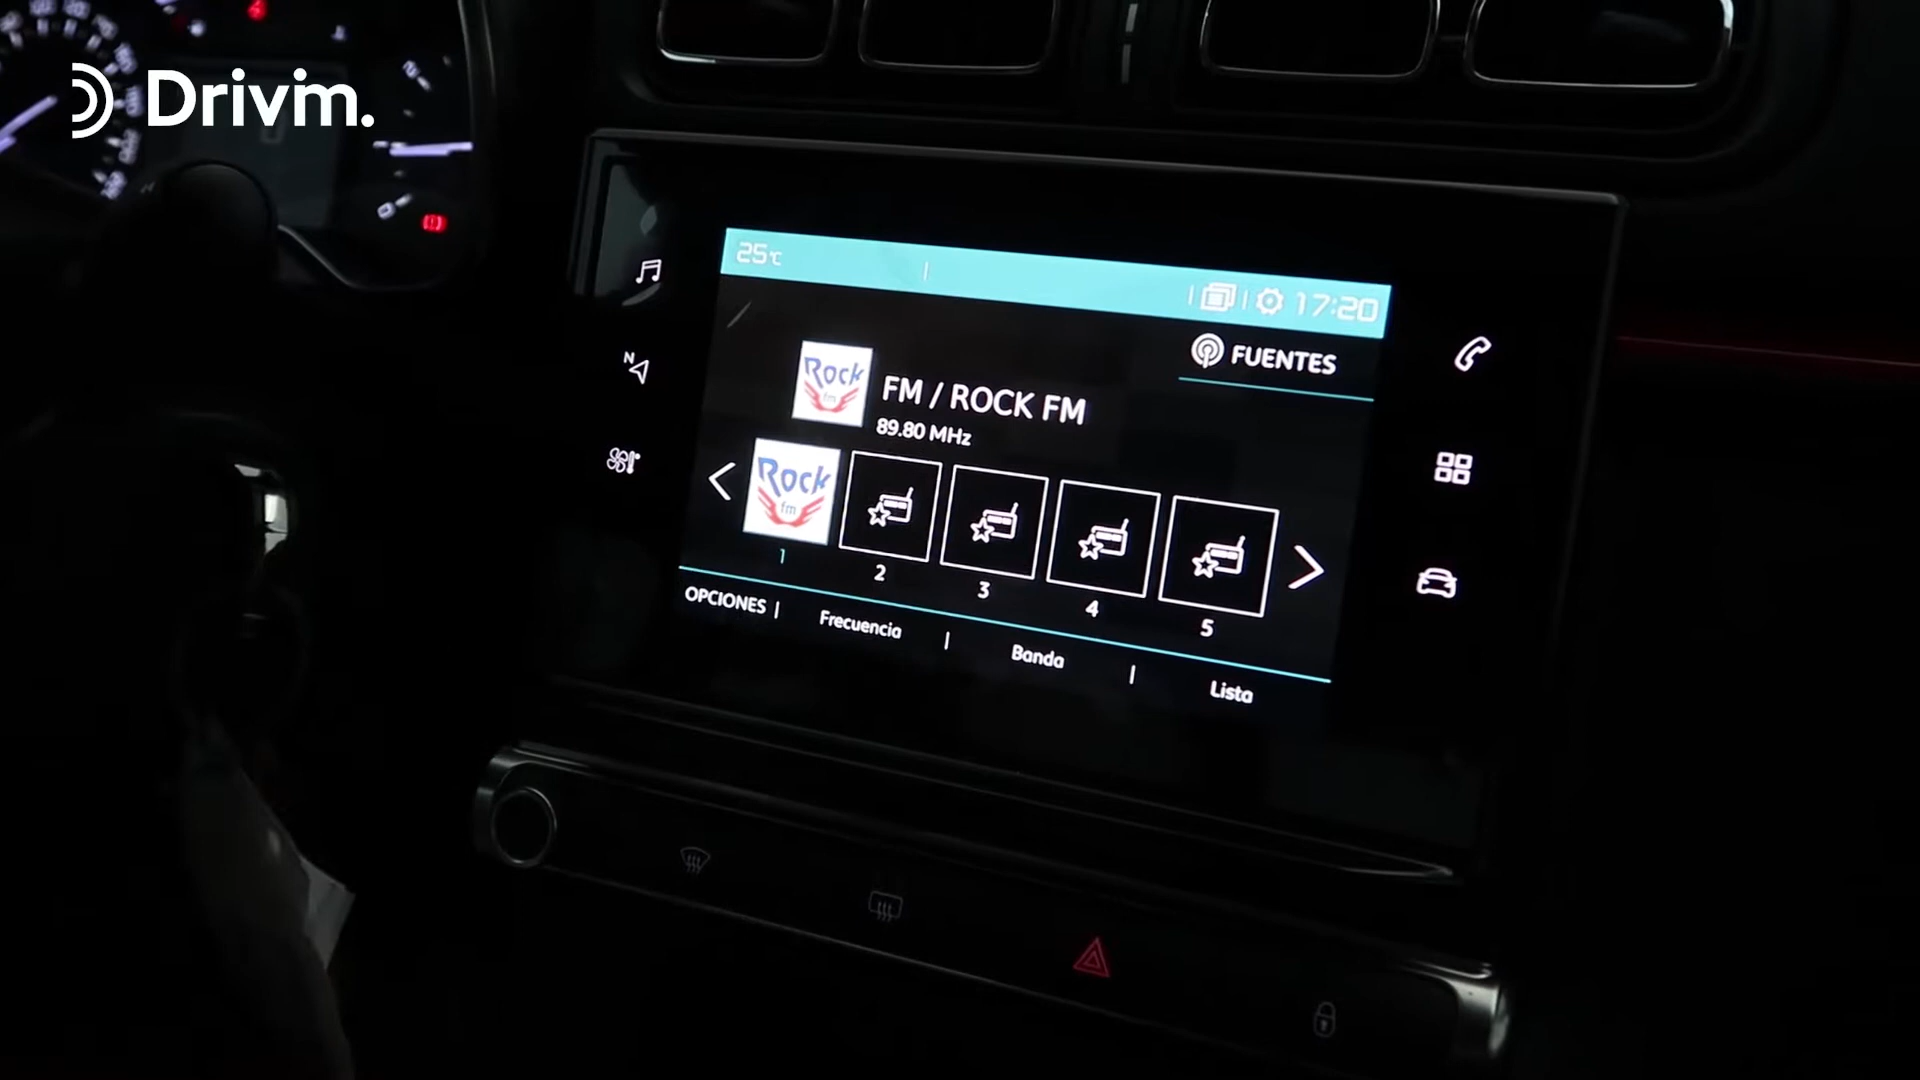 Drivim.
25°C
17:20
FUENTES
Rock
fm
FM / ROCK FM
89.80 MHz
N
Rock
fm
1
2
3
4
5
OPCIONES
Frecuencia
Banda
Lista